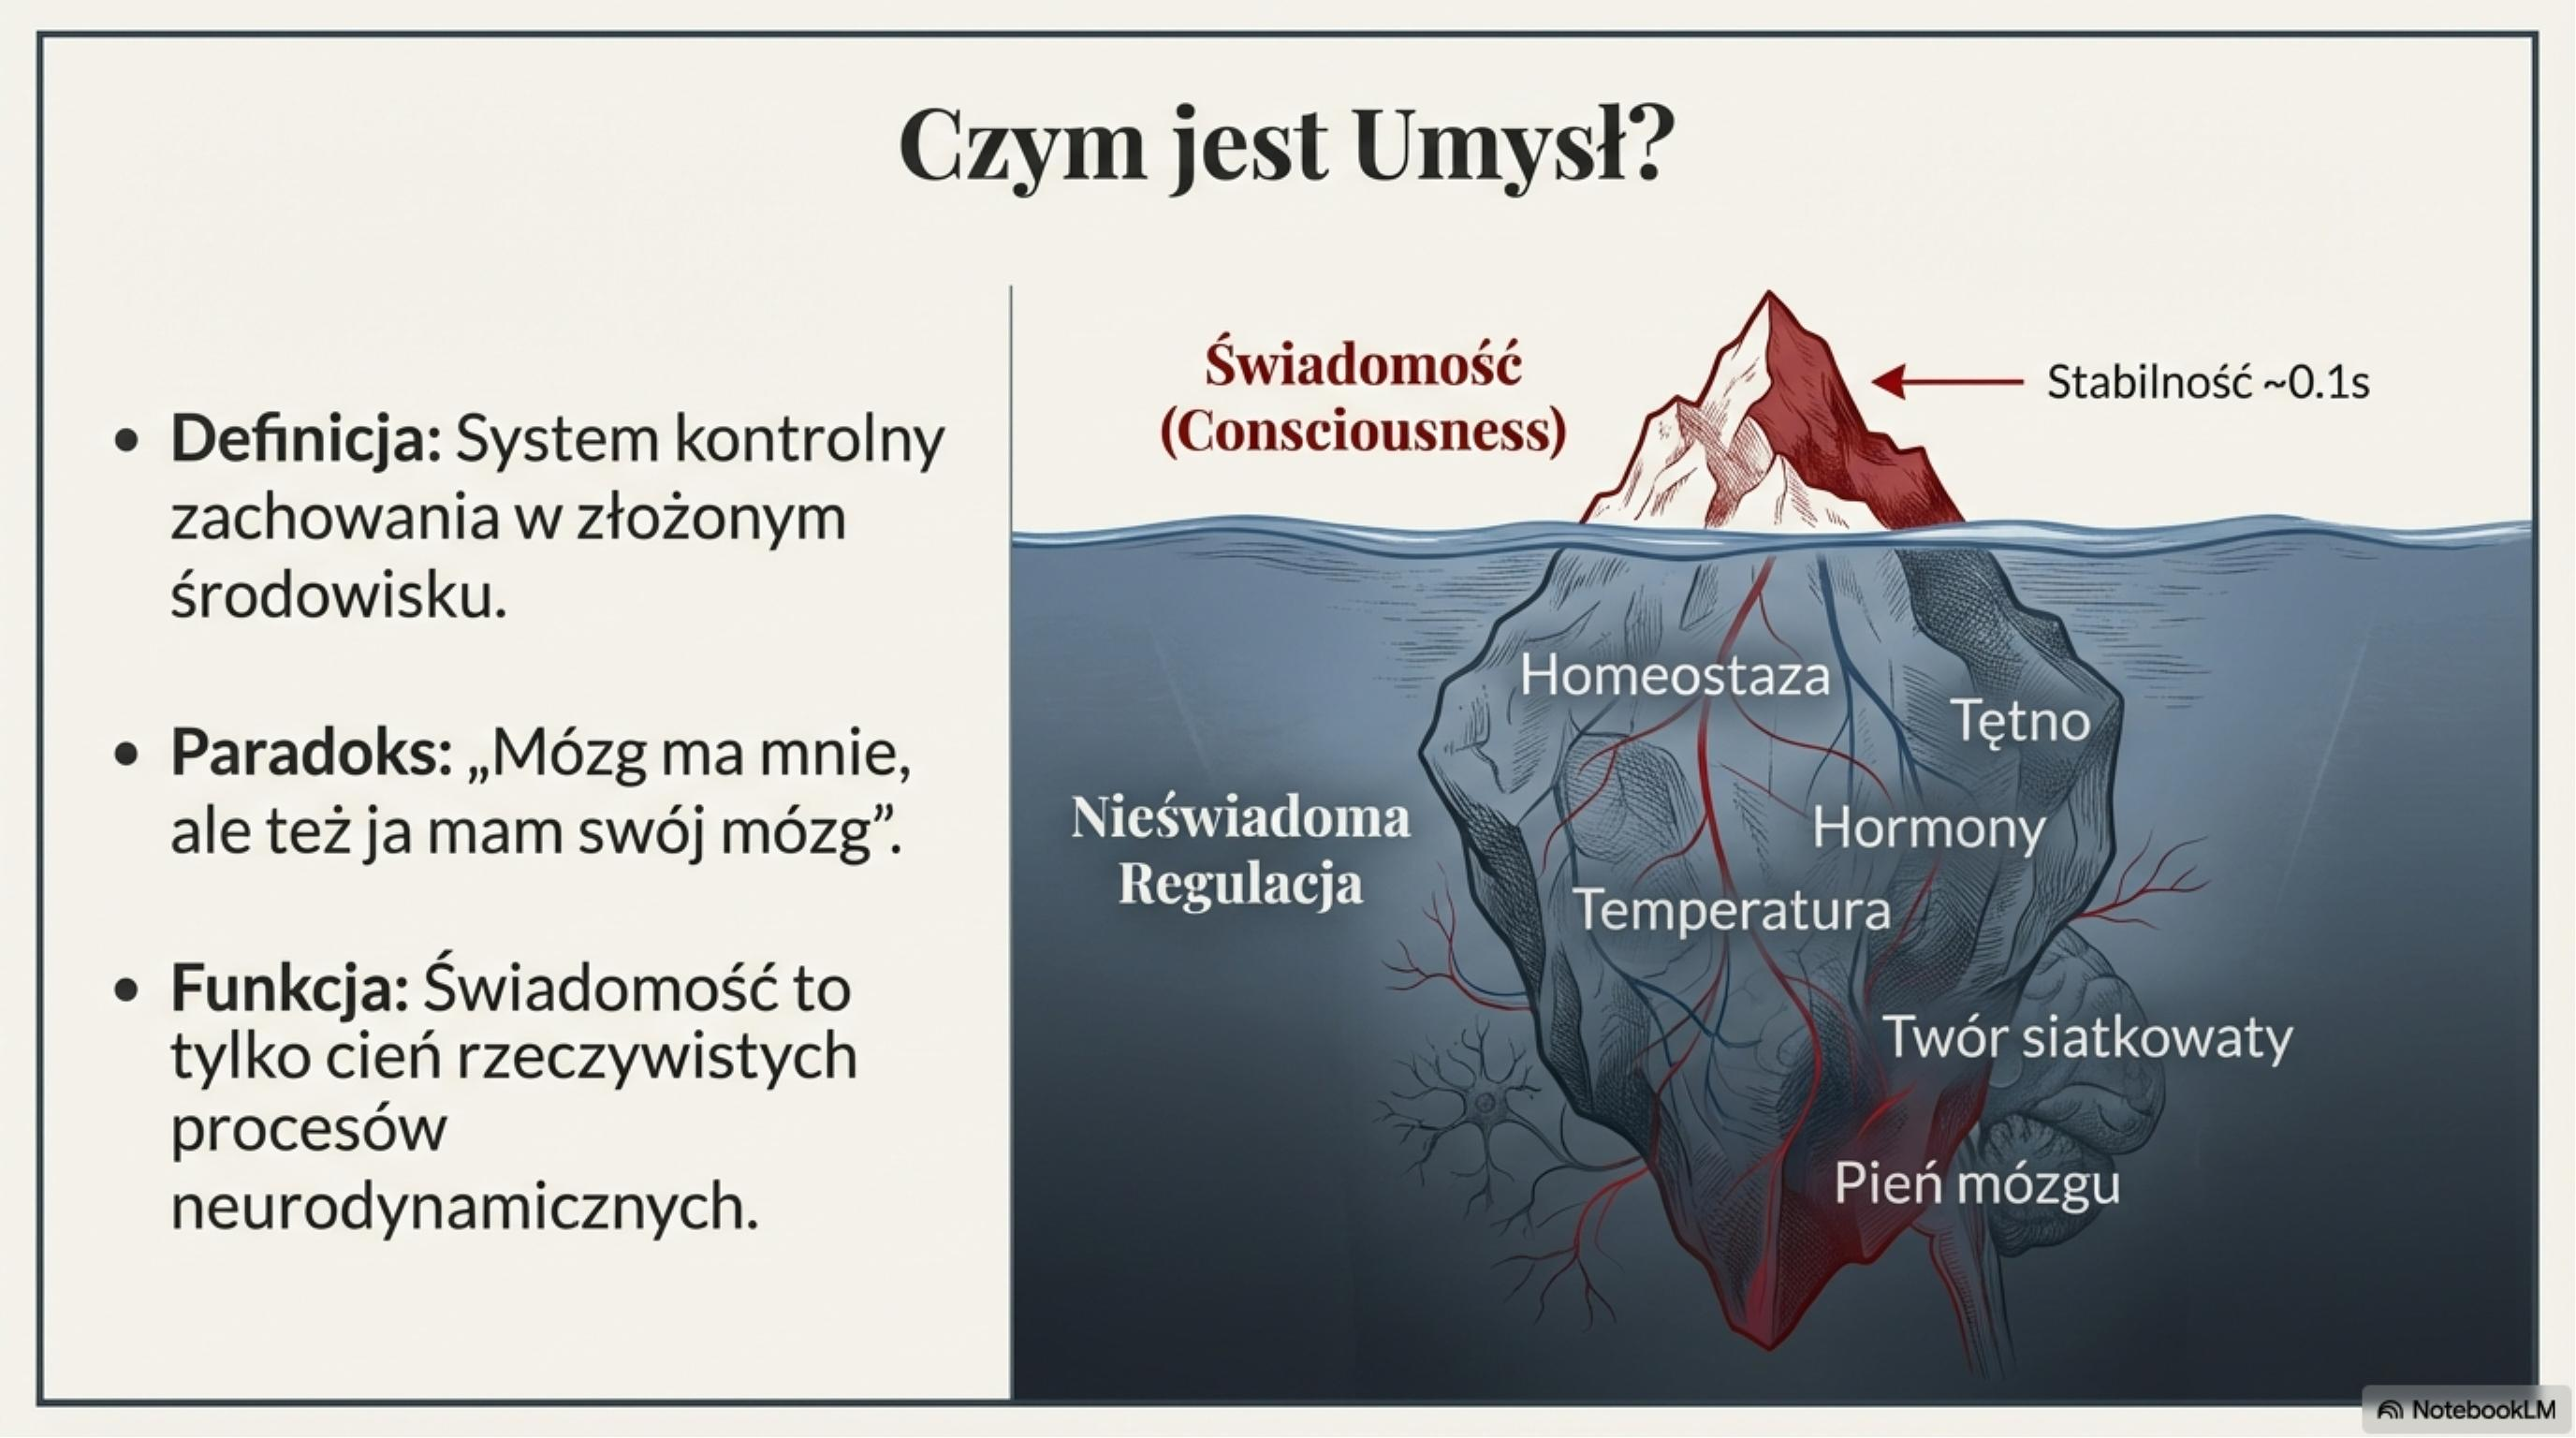 Czym jest Umysł?
• Definicja: System kontrolny
zachowania w złożonym
środowisku.
• Paradoks: „Mózg ma mnie,
ale też ja mam swój mózg”.
• Funkcja: Świadomość to
tylko cień rzeczywistych
procesów
neurodynamicznych.
Świadomość
(Consciousness)
Stabilność ~0.1s
Nieświadoma
Regulacja
Homeostaza
Tętno
Hormony
Temperatura
Twór siatkowaty
Pień mózgu
NotebookLM